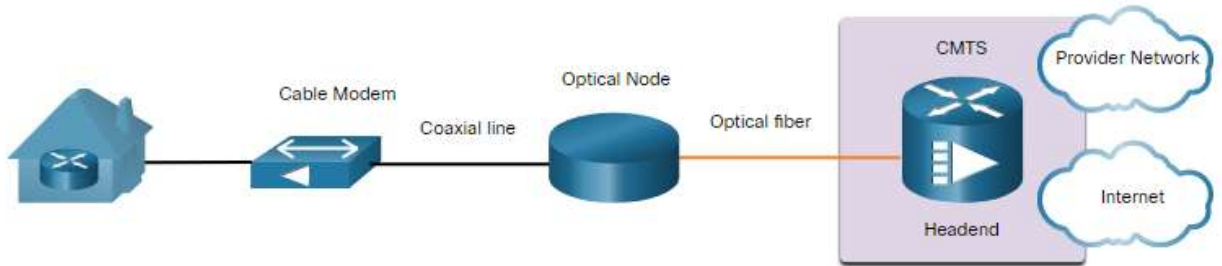 Cable Modem
Coaxial line
Optical Node
Optical fiber
CMTS
Headend
Provider Network
Internet